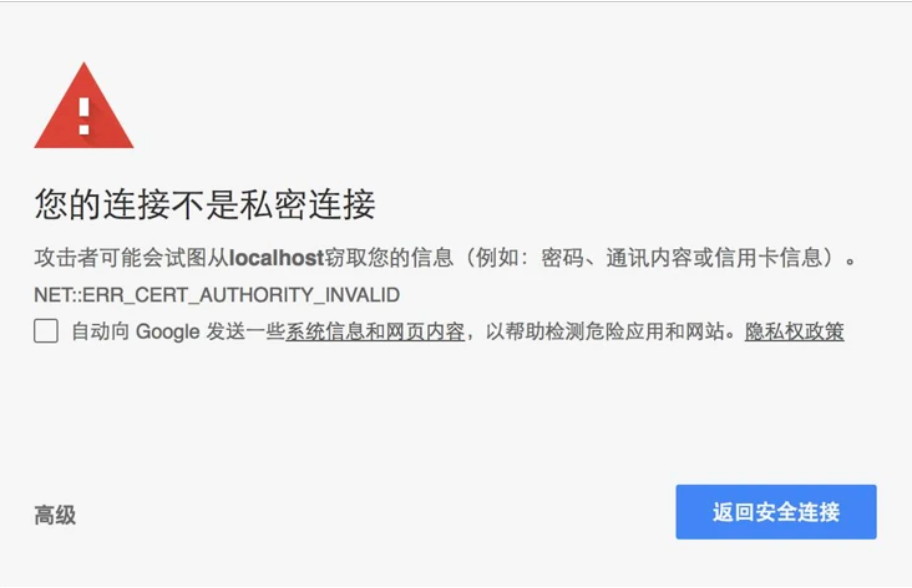 您的连接不是私密连接
攻击者可能会试图从localhost窃取您的信息（例如：密码、通讯内容或信用卡信息）。
NET::ERR_CERT_AUTHORITY_INVALID
自动向 Google 发送一些系统信息和网页内容，以帮助检测危险应用和网站。隐私权政策
高级
返回安全连接